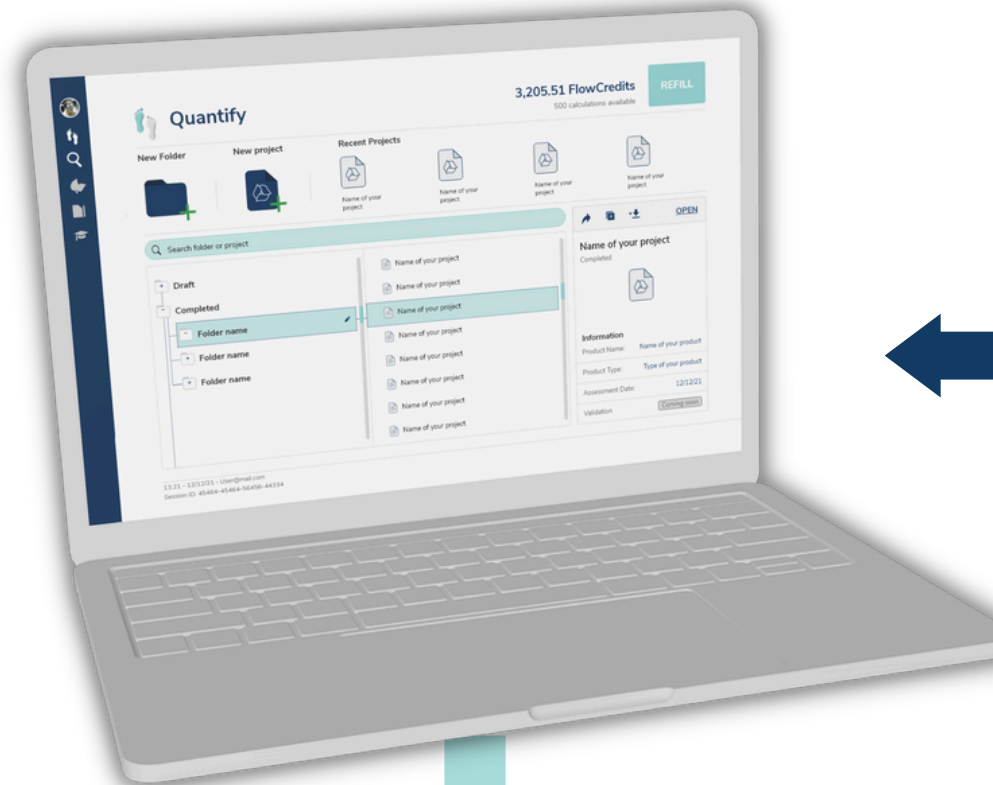 Quantify
3,205.51 FlowCredits
500 calculations available
REFILL
New Folder
New project
Recent Projects
Name of your
project
Name of your
project
Name of your
project
Name of your
project
Search folder or project
Draft
Completed
Folder name
Folder name
Folder name
Name of your project
Name of your project
Name of your project
Name of your project
Name of your project
Name of your project
Name of your project
Name of your project
OPEN
Name of your project
Completed
Information
Product Name:
Name of your product
Product Type:
Type of your product
Assessment Date:
12/12/21
Validation
Coming soon
13:21 - 12/12/21 - User@mail.com
Session ID: 45464-45464-56456-44334